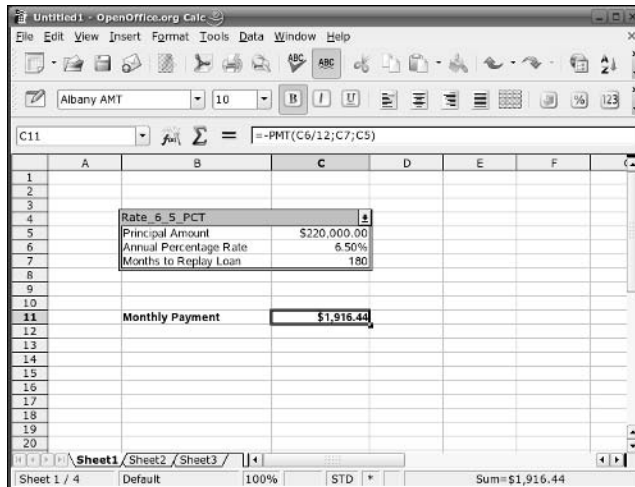 Untitled1 - OpenOffice.org Calc
File Edit View Insert Format Tools Data Window Help
ABC ABC
Albany AMT 10 B I U % 123
C11 f(x) Σ = =-PMT(C6/12;C7;C5)
A B C D E F
1
2
3
4 Rate_6_5_PCT
5 Principal Amount $220,000.00
6 Annual Percentage Rate 6.50%
7 Months to Replay Loan 180
8
9
10
11 Monthly Payment $1,916.44
12
13
14
15
16
17
18
19
20
Sheet1 Sheet2 Sheet3
Sheet 1 / 4 Default 100% STD * Sum=$1,916.44